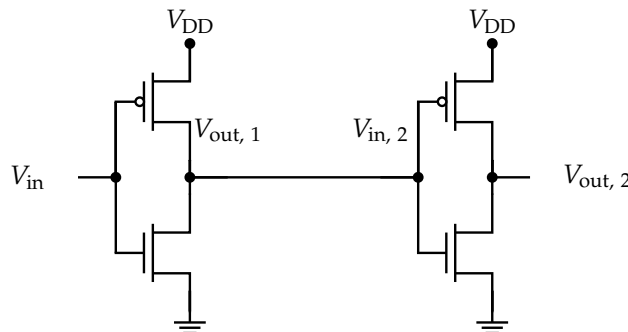 V_DD
V_DD
V_out, 1
V_in, 2
V_in
V_out, 2